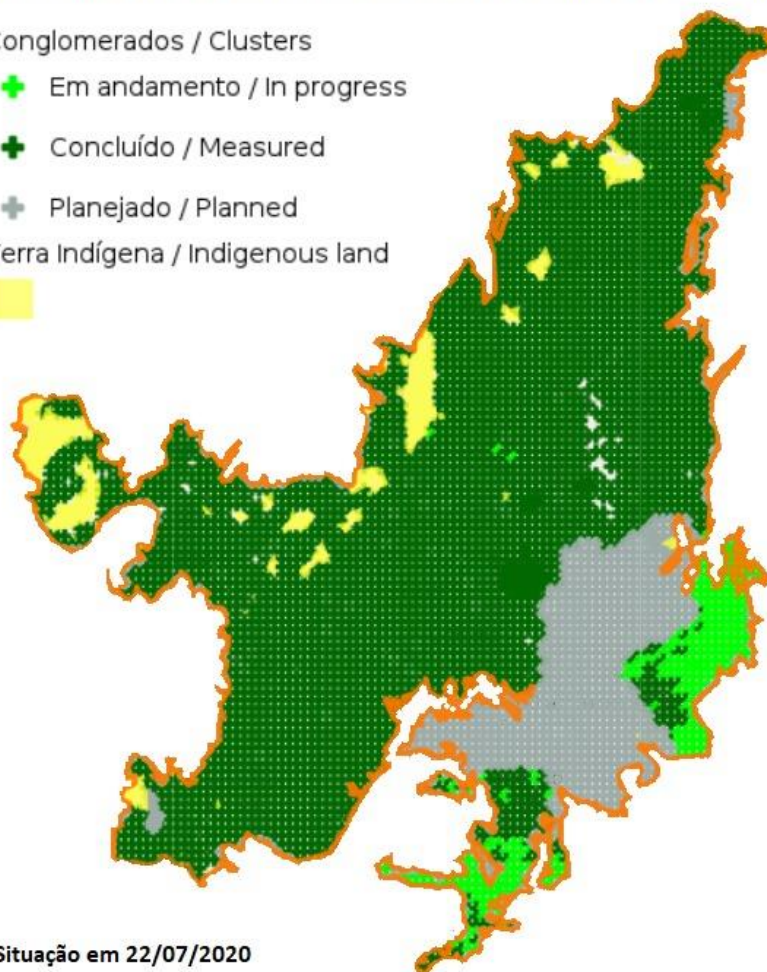 onglomerados / Clusters
Em andamento / In progress
Concluído / Measured
Planejado / Planned
erra Indígena / Indigenous land
Situação em 22/07/2020